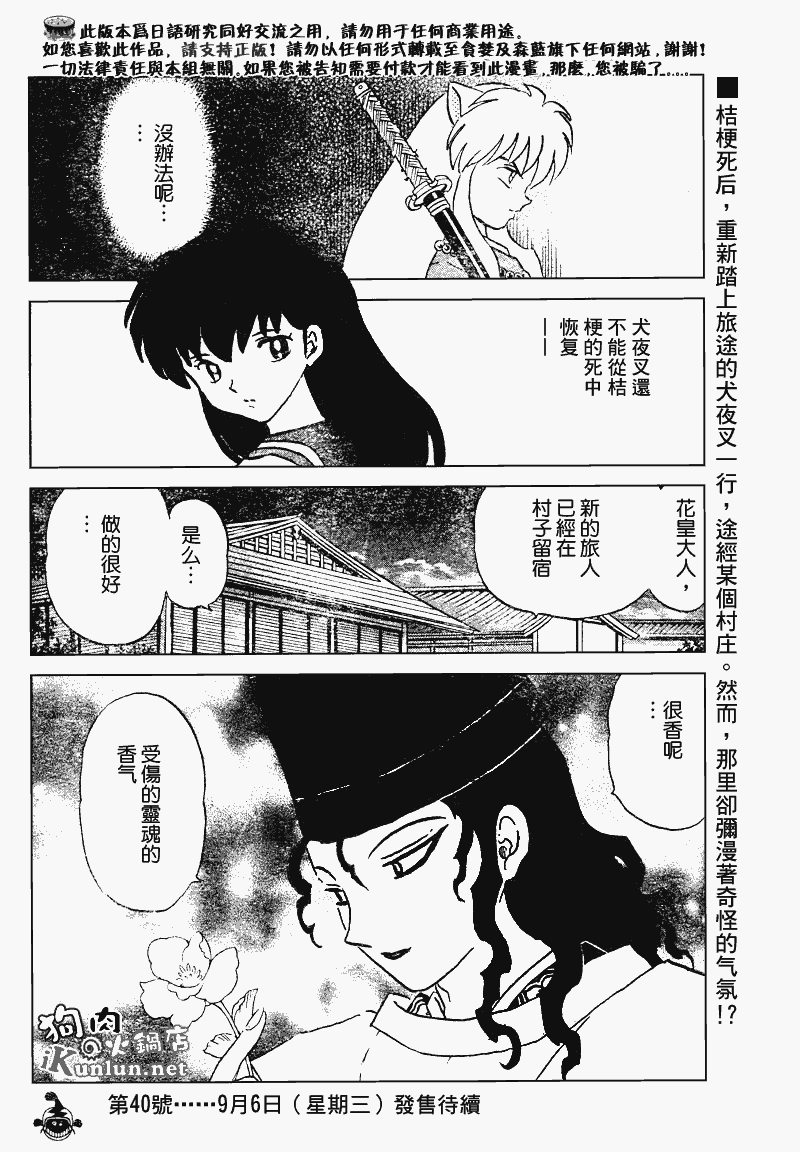 此版本爲日語研究同好交流之用，請勿用于任何商業用途。
如您喜歡此作品，請支持正版！請勿以任何形式轉載至貪婪及森藍旗下任何網站，謝謝！
一切法律責任與本組無關。如果您被告知需要付款才能看到此漫畫，那麼，您被騙了……
■桔梗死后，重新踏上旅途的犬夜叉一行，途經某個村庄。然而，那里卻彌漫著奇怪的气氛!?
沒辦法呢…
…
犬夜叉還
不能從桔
梗的死中
恢复
——
花皇大人，
新的旅人
已經在
村子留宿
是么…
做的很好
…
很香呢
…
受傷的靈魂的
香气
狗肉
火鍋店
iKunlun.net
第40號……9月6日（星期三）發售待續